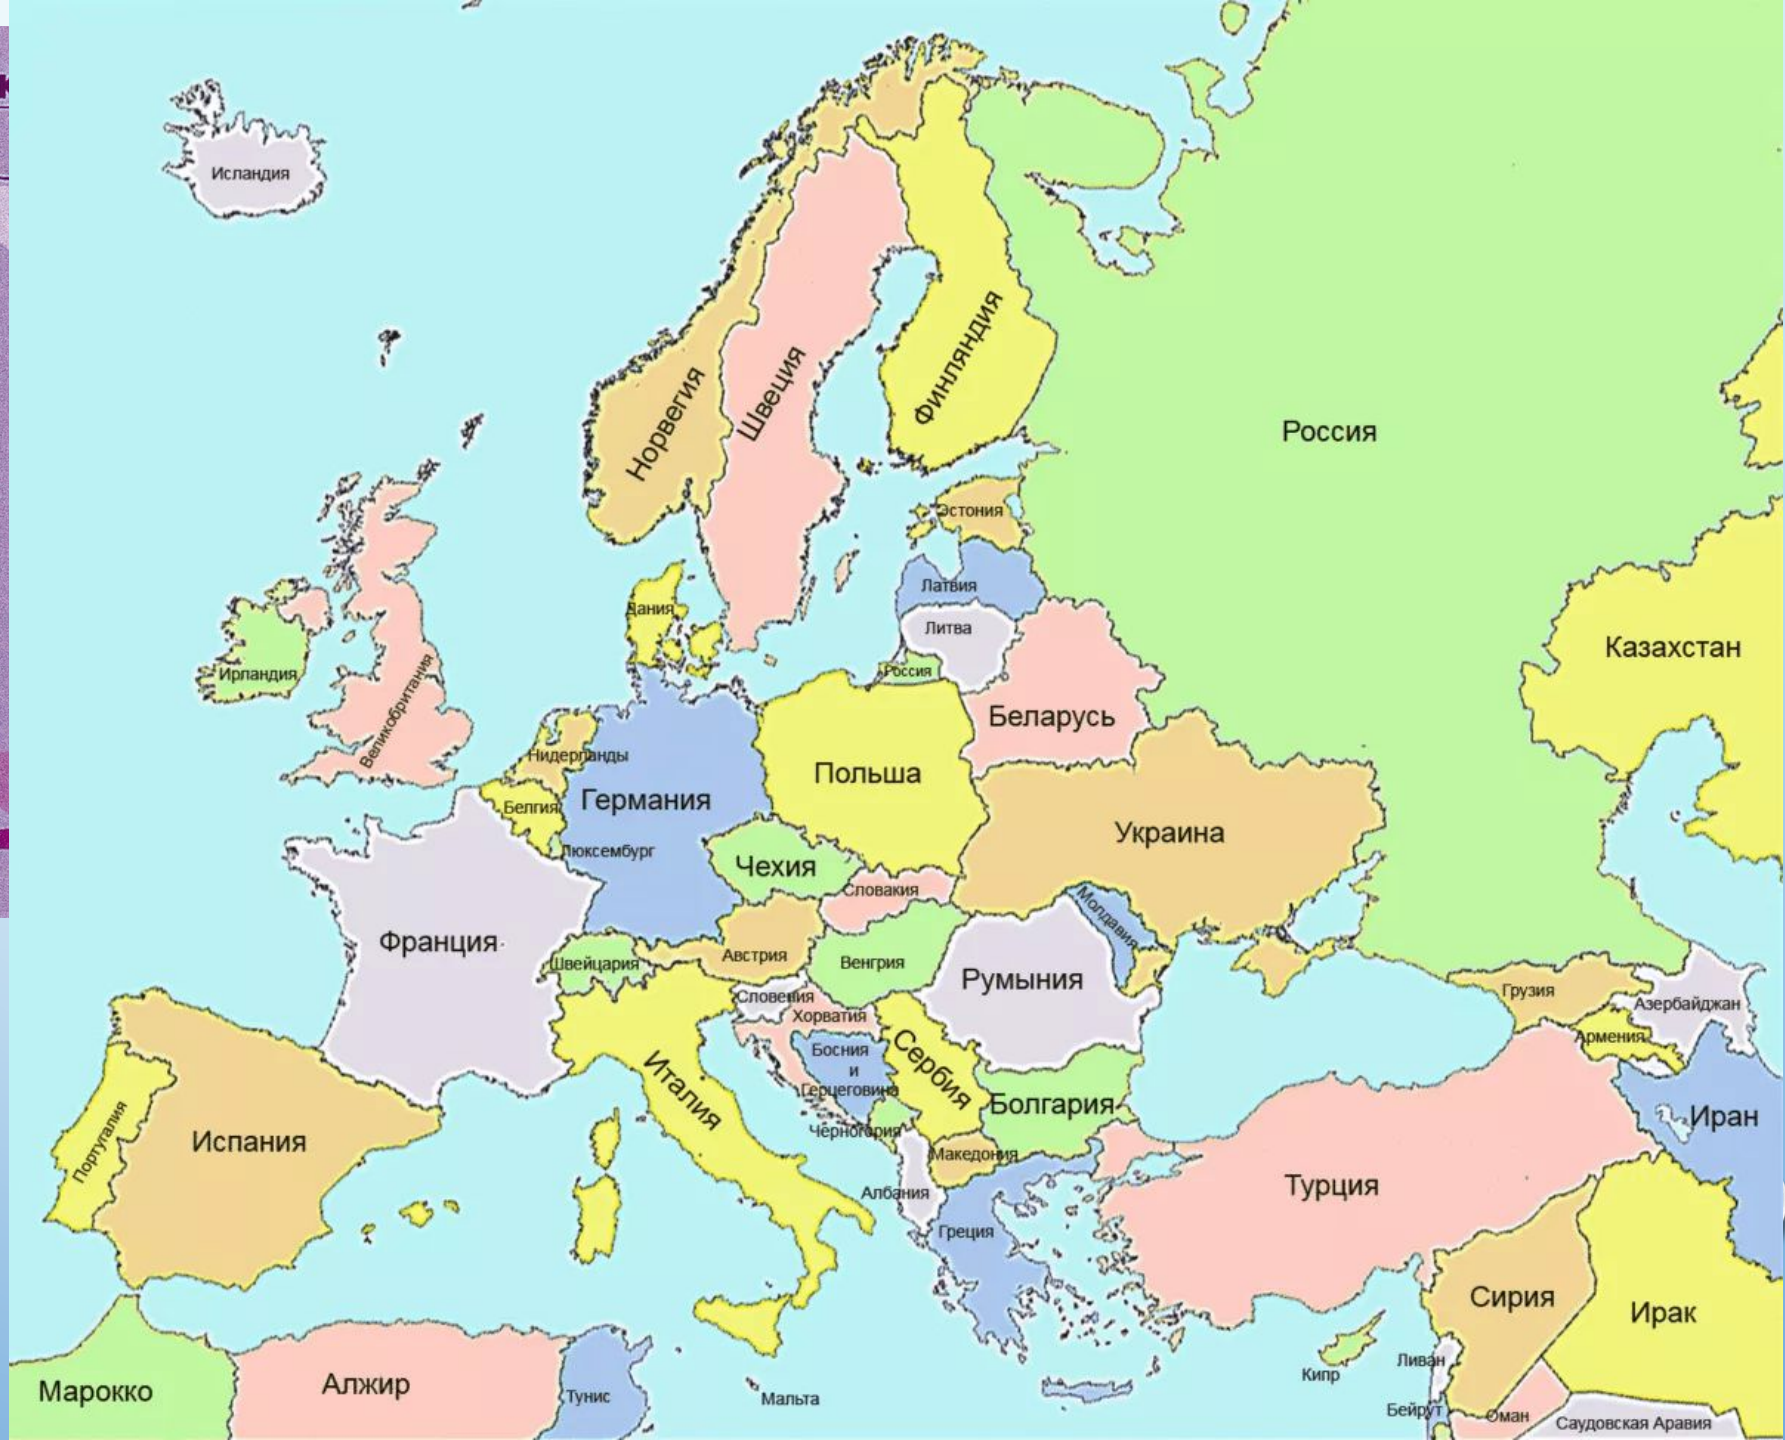 Исландия
Финляндия
Швеция
Норвегия
Россия
Эстония
Латвия
Дания
Литва
Россия
Казахстан
Ирландия
Великобритания
Беларусь
Нидерланды
Польша
Белгия
Германия
Украина
Люксембург
Чехия
Словакия
Молдавия
Франция
Австрия
Швейцария
Венгрия
Румыния
Словения
Хорватия
Грузия
Азербайджан
Армения
Босния
и
Герцеговина
Сербия
Италия
Болгария
Иран
Португалия
Испания
Черногория
Македония
Турция
Албания
Греция
Сирия
Ирак
Ливан
Кипр
Марокко
Алжир
Тунис
Мальта
Бейрут
Оман
Саудовская Аравия